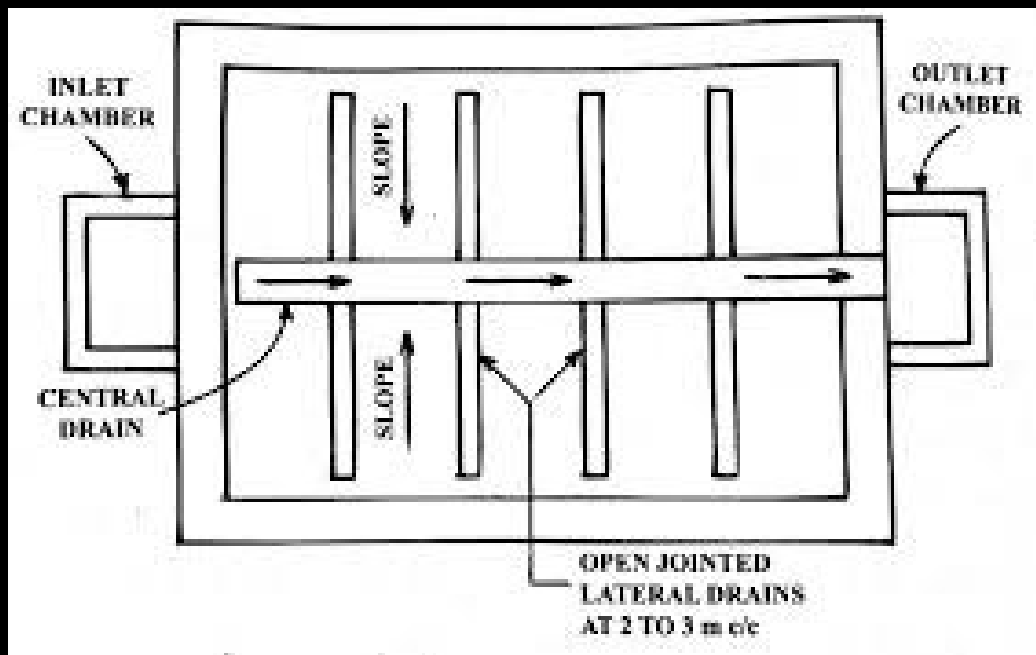 INLET
CHAMBER
OUTLET
CHAMBER
SLOPE
SLOPE
CENTRAL
DRAIN
OPEN JOINTED
LATERAL DRAINS
AT 2 TO 3 m c/c